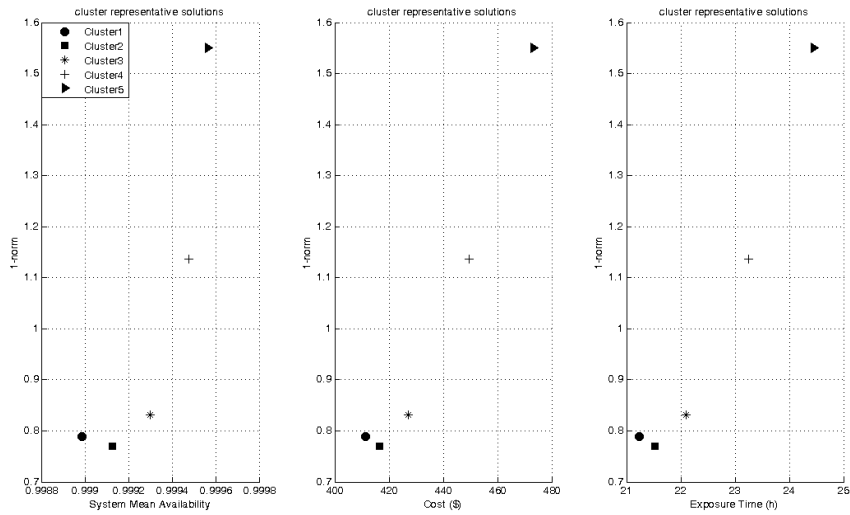 cluster representative solutions
1.6
1.5
1.4
1.3
1.2
1.1
1
0.9
0.8
0.7
1-norm
Cluster1
Cluster2
Cluster3
Cluster4
Cluster5
0.9988 0.999 0.9992 0.9994 0.9996 0.9998
System Mean Availability
cluster representative solutions
1.6
1.5
1.4
1.3
1.2
1.1
1
0.9
0.8
0.7
1-norm
400 420 440 460 480
Cost ($)
cluster representative solutions
1.6
1.5
1.4
1.3
1.2
1.1
1
0.9
0.8
0.7
1-norm
21 22 23 24 25
Exposure Time (h)